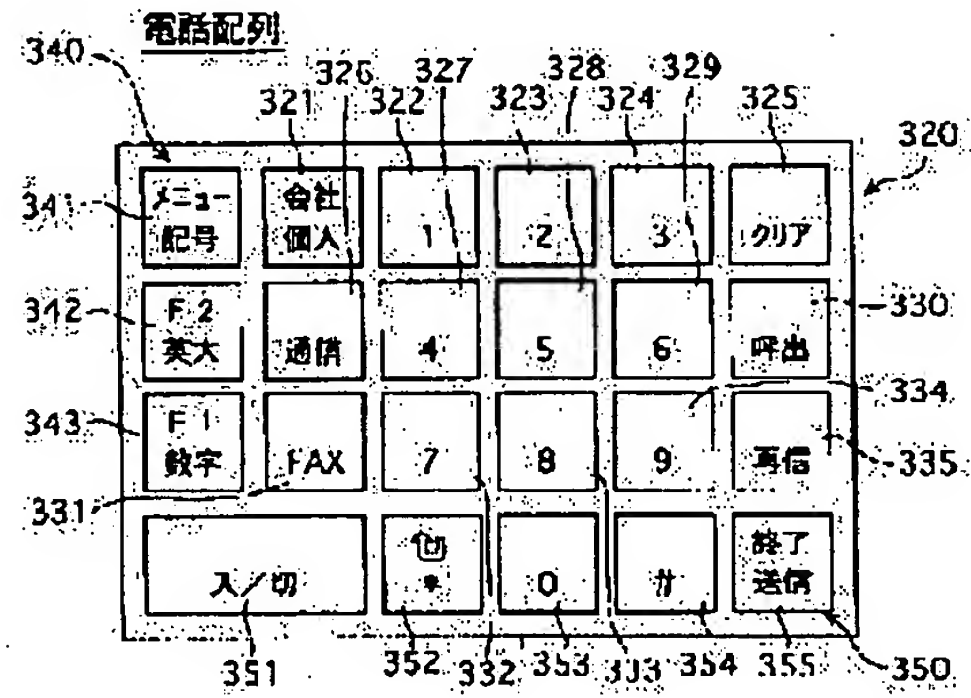 電話配列
340 326 327 328 329
321 322 323 324 325
320
メニュー 会社
341 記号 個人 1 2 3 クリア
F2
342 英大 通信 4 5 6 呼出 330
334
F1
343 数字 FAX 7 8 9 再信 335
331
切 終了
入/切 * 0 # 送信
351 352 332 353 333 354 355 350